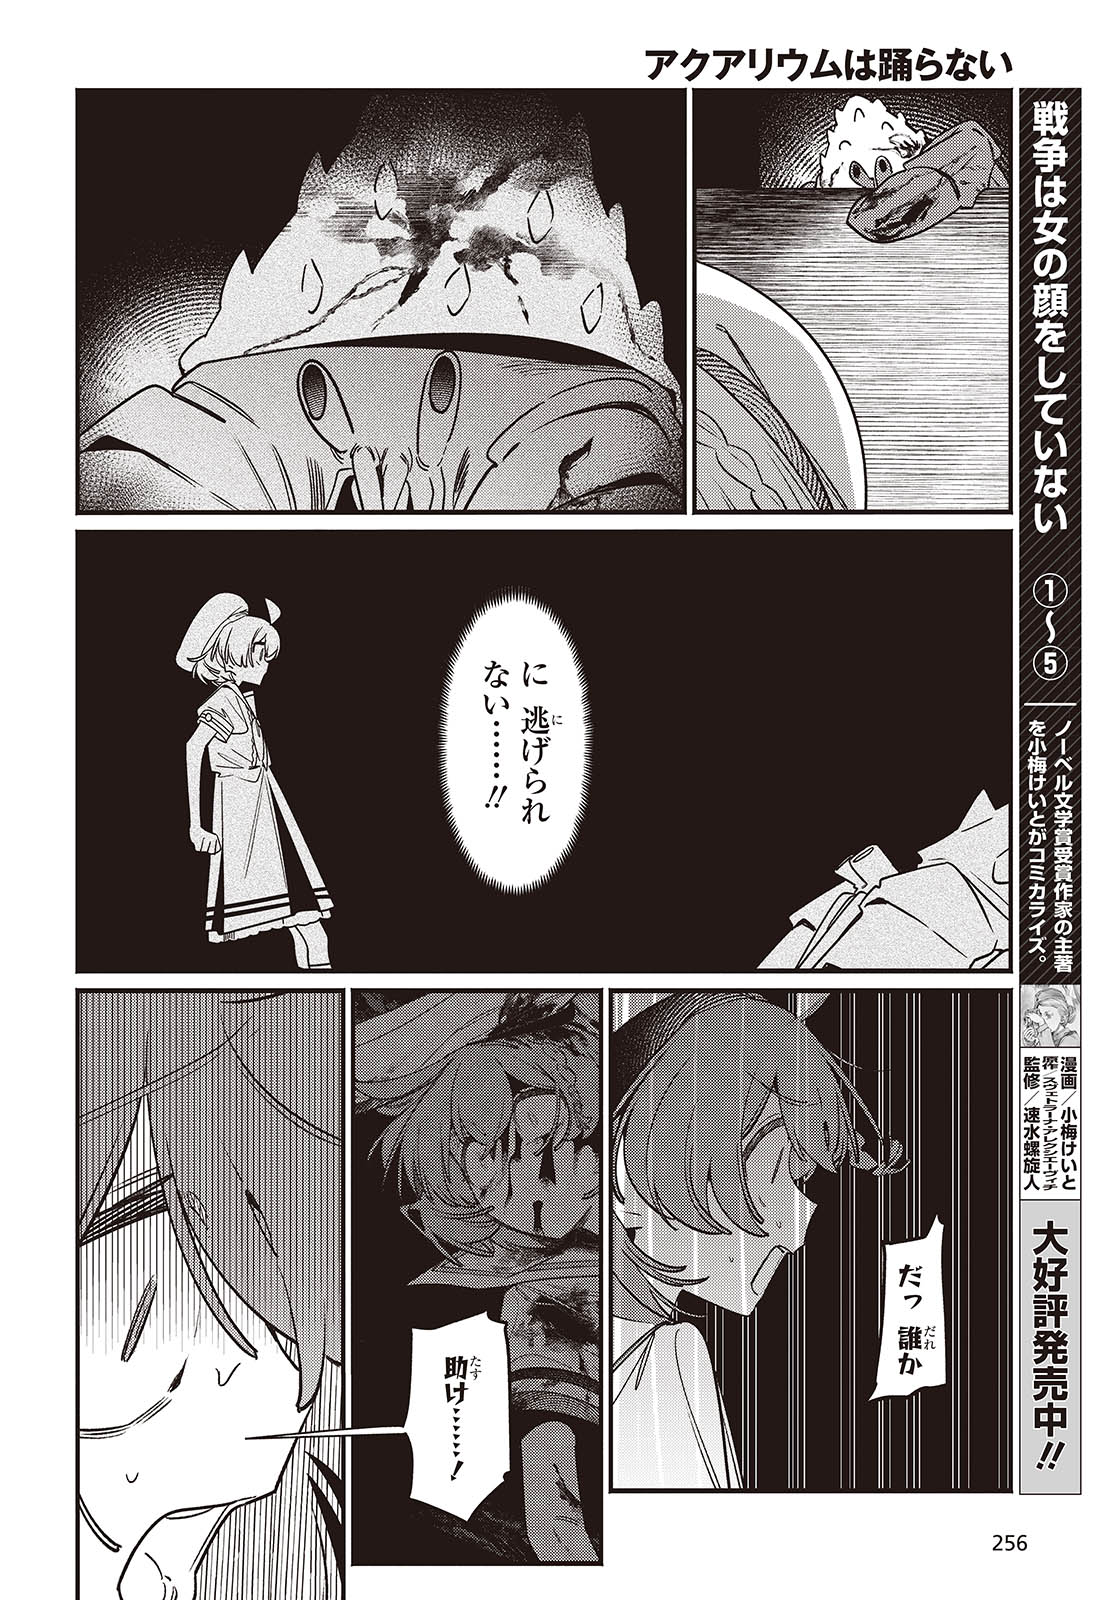 アクアリウムは踊らない
戦争は女の顔をしていない ①〜⑤
ノーベル文学賞受賞作家の主著
を小梅けいとがコミカライズ。
漫画／小梅けいと
原作／スヴェトラーナ・アレクシエーヴィチ
監修／速水螺旋人
大好評発売中!!
に 逃げられ
ない………!!
に
だっ 誰か
だれ
助け………!
たす
256